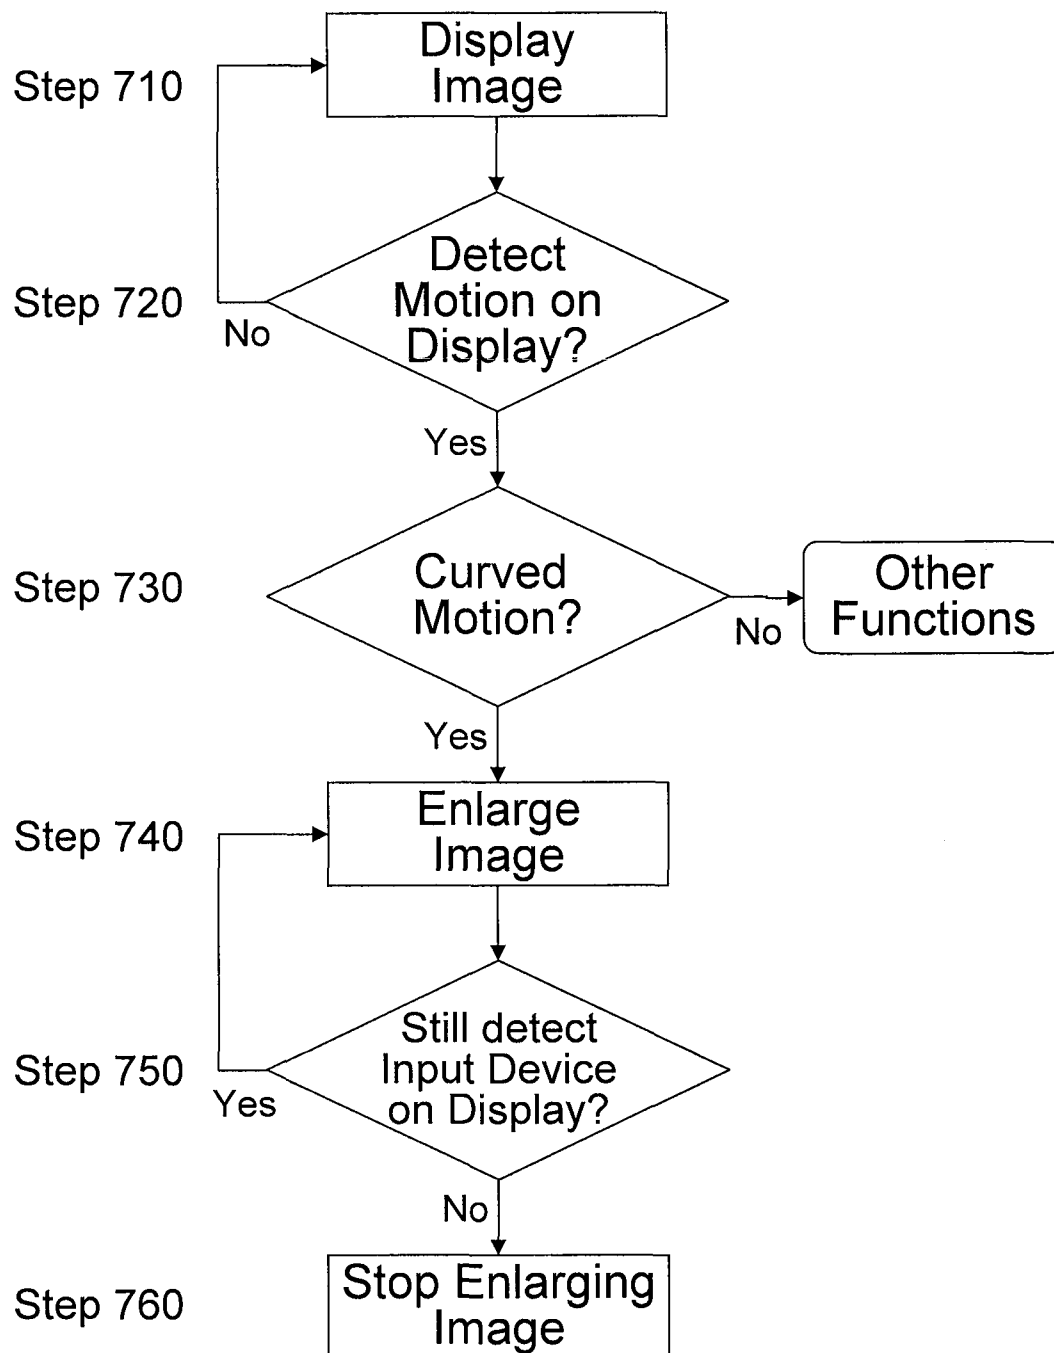 Step 710
Display
Image
Step 720
Detect
Motion on
Display?
No
Yes
Step 730
Curved
Motion?
No
Other
Functions
Yes
Step 740
Enlarge
Image
Step 750
Still detect
Input Device
on Display?
Yes
No
Step 760
Stop Enlarging
Image